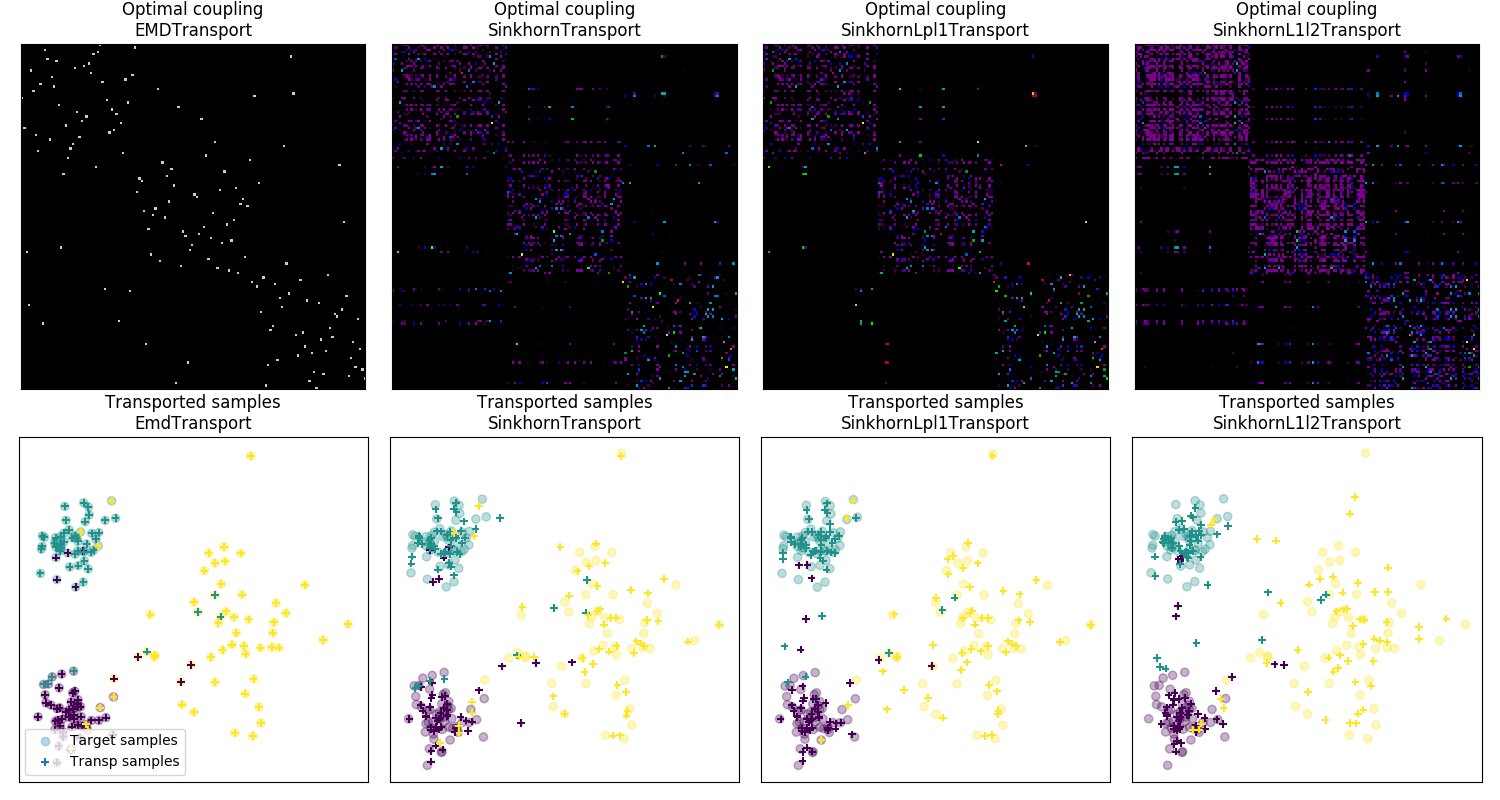 Optimal coupling
EMDTransport
Optimal coupling
SinkhornTransport
Optimal coupling
SinkhornLpl1Transport
Optimal coupling
SinkhornL1l2Transport
Transported samples
EmdTransport
Transported samples
SinkhornTransport
Transported samples
SinkhornLpl1Transport
Transported samples
SinkhornL1l2Transport
Target samples
Transp samples